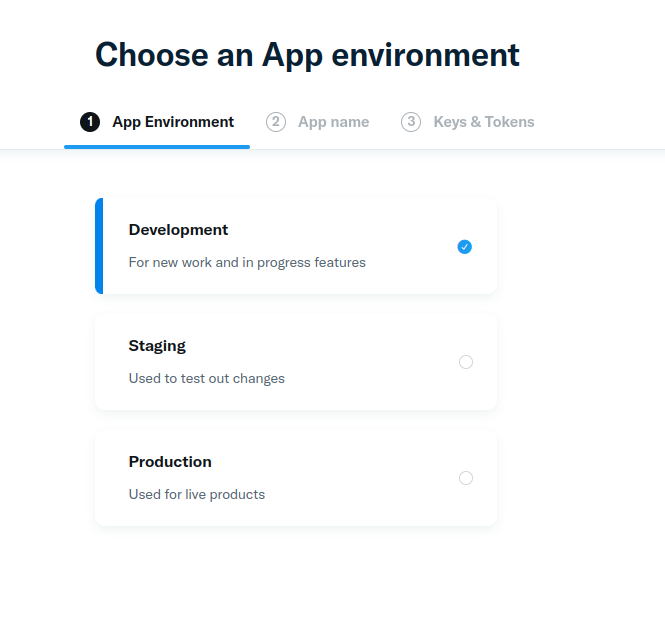 Choose an App environment
1 App Environment 2 App name 3 Keys & Tokens
Development
For new work and in progress features
Staging
Used to test out changes
Production
Used for live products